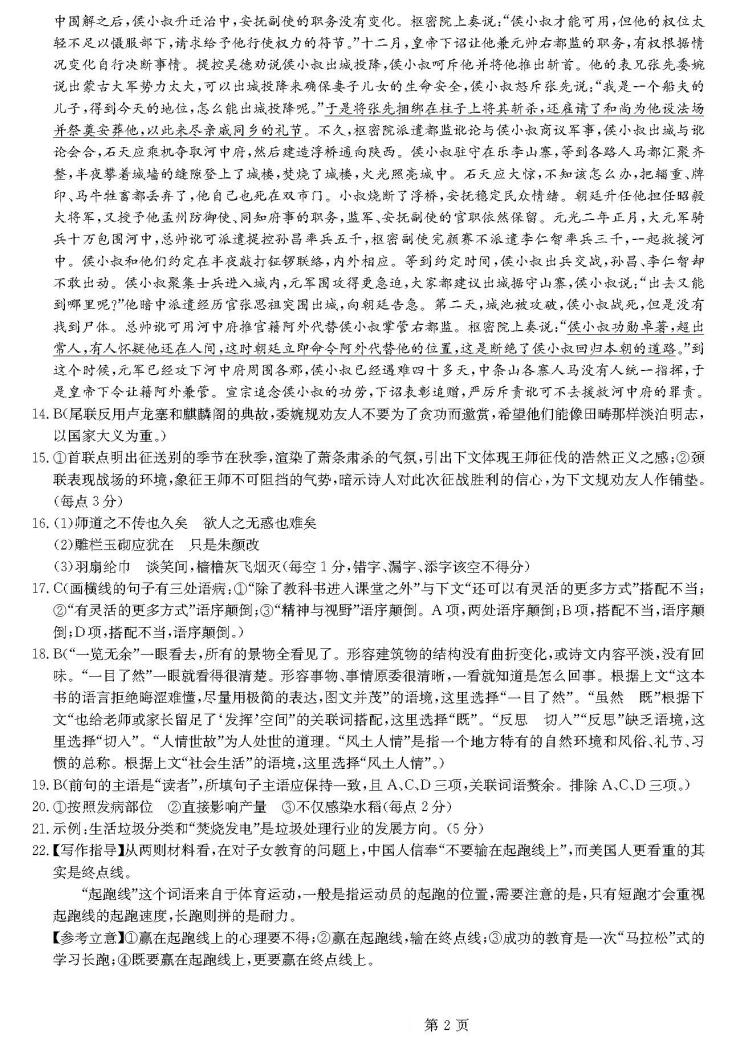 中国解之后,侯小叔升迁治中,安抚副使的职务没有变化。枢密院上奏说:“侯小叔才能可用,但他的权位太
轻不足以慑服部下,请求给予他行使权力的符节。”十二月,皇帝下诏让他兼元帅右都监的职务,有权根据情
况变化自行决断事情。提控吴德劝说侯小叔出城投降,侯小叔呵斥他并将他推出斩首。他的表兄张先委婉
说出蒙古大军势力太大,可以出城投降来确保妻子儿女的生命安全,侯小叔怒斥张先说:“我是一个船夫的
儿子,得到今天的地位,怎么能出城投降呢。”于是将张先捆绑在柱子上将其斩杀,还雇请了和尚为他设法场
并祭奠安葬他,以此来尽亲戚同乡的礼节。不久,枢密院派遣都监讹论与侯小叔商议军事,侯小叔出城与讹
论会合,石天应乘机夺取河中府,然后建造浮桥通向陕西。侯小叔驻守在乐李山寨,等到各路人马都汇聚齐
整,半夜攀着城墙的缝隙登上了城楼,焚烧了城楼,火光照亮城中。石天应大惊,不知该怎么办,把辎重、牌
印、马牛牲畜都丢弃了,他自己也死在双市门。小叔烧断了浮桥,安抚稳定民众情绪。朝廷升任他担任昭毅
大将军,又授予他孟州防御使、同知府事的职务,监军、安抚副使的官职依然保留。元光二年正月,大元军骑
兵十万包围河中,总帅讹可派遣提控孙昌率兵五千,枢密副使完颜赛不派遣李仁智率兵三千,一起救援河
中。侯小叔和他们约定在半夜敲打钲锣联络,内外相应。等到约定时间,侯小叔出兵交战,孙昌、李仁智却
不敢出动。侯小叔聚集士兵进入城内,元军围攻得更急迫,大家都建议出城据守山寨,侯小叔说:“出去又能
到哪里呢?”他暗中派遣经历官张思祖突围出城,向朝廷告急。第二天,城池被攻破,侯小叔战死,但是没有
找到尸体。总帅讹可用河中府推官籍阿外代替侯小叔掌管右都监。枢密院上奏说:“侯小叔功勋卓著,超出
常人,有人怀疑他还在人间,这时朝廷立即命令阿外代替他的位置,这是断绝了侯小叔回归本朝的道路。”到
这个时候,元军已经攻下河中府周围各郡,侯小叔已经遇难四十多天,中条山各寨人马没有人统一指挥,于
是皇帝下令让籍阿外兼管。宣宗追念侯小叔的功劳,下诏表彰追赠,严厉斥责讹可不去援救河中府的罪责。
14. B(尾联反用卢龙塞和麒麟阁的典故,委婉规劝友人不要为了贪功而邀赏,希望他们能像田畴那样淡泊明志,
以国家大义为重。)
15. ①首联点明出征送别的季节在秋季,渲染了萧条肃杀的气氛,引出下文体现王师征伐的浩然正义之感;②颈
联表现战场的环境,象征王师不可阻挡的气势,暗示诗人对此次征战胜利的信心,为下文规劝友人作铺垫。
(每点 3 分)
16. (1)师道之不传也久矣　欲人之无惑也难矣
(2)雕栏玉砌应犹在　只是朱颜改
(3)羽扇纶巾　谈笑间,樯橹灰飞烟灭(每空 1 分,错字、漏字、添字该空不得分)
17. C(画横线的句子有三处语病:①“除了教科书进入课堂之外”与下文“还可以有灵活的更多方式”搭配不当;
②“有灵活的更多方式”语序颠倒;③“精神与视野”语序颠倒。A 项,两处语序颠倒;B 项,搭配不当,语序颠
倒;D 项,搭配不当,语序颠倒。)
18. B(“一览无余”一眼看去,所有的景物全看见了。形容建筑物的结构没有曲折变化,或诗文内容平淡,没有回
味。“一目了然”一眼就看得很清楚。形容事物、事情原委很清晰,一看就知道是怎么回事。根据上文“这本
书的语言拒绝晦涩难懂,尽量用极简的表达,图文并茂”的语境,这里选择“一目了然”。“虽然　既”根据下
文“也给老师或家长留足了‘发挥’空间”的关联词搭配,这里选择“既”。“反思　切入”“反思”缺乏语境,这
里选择“切入”。“人情世故”为人处世的道理。“风土人情”是指一个地方特有的自然环境和风俗、礼节、习
惯的总称。根据上文“社会生活”的语境,这里选择“风土人情”。)
19. B(前句的主语是“读者”,所填句子主语应保持一致,且 A、C、D 三项,关联词语赘余。排除 A、C、D 三项。)
20. ①按照发病部位　②直接影响产量　③不仅感染水稻(每点 2 分)
21. 示例:生活垃圾分类和“焚烧发电”是垃圾处理行业的发展方向。(5 分)
22. 【写作指导】从两则材料看,在对子女教育的问题上,中国人信奉“不要输在起跑线上”,而美国人更看重的其
实是终点线。
“起跑线”这个词语来自于体育运动,一般是指运动员的起跑的位置,需要注意的是,只有短跑才会重视
起跑线的起跑速度,长跑则拼的是耐力。
【参考立意】①赢在起跑线上的心理要不得;②赢在起跑线,输在终点线;③成功的教育是一次“马拉松”式的
学习长跑;④既要赢在起跑线上,更要赢在终点线上。
第 2 页